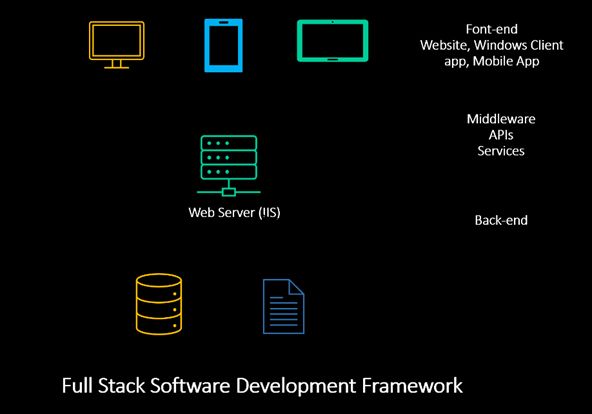 Font-end
Website, Windows Client
app, Mobile App
Middleware
APIs
Services
Web Server (!IS)
Back-end
Full Stack Software Development Framework